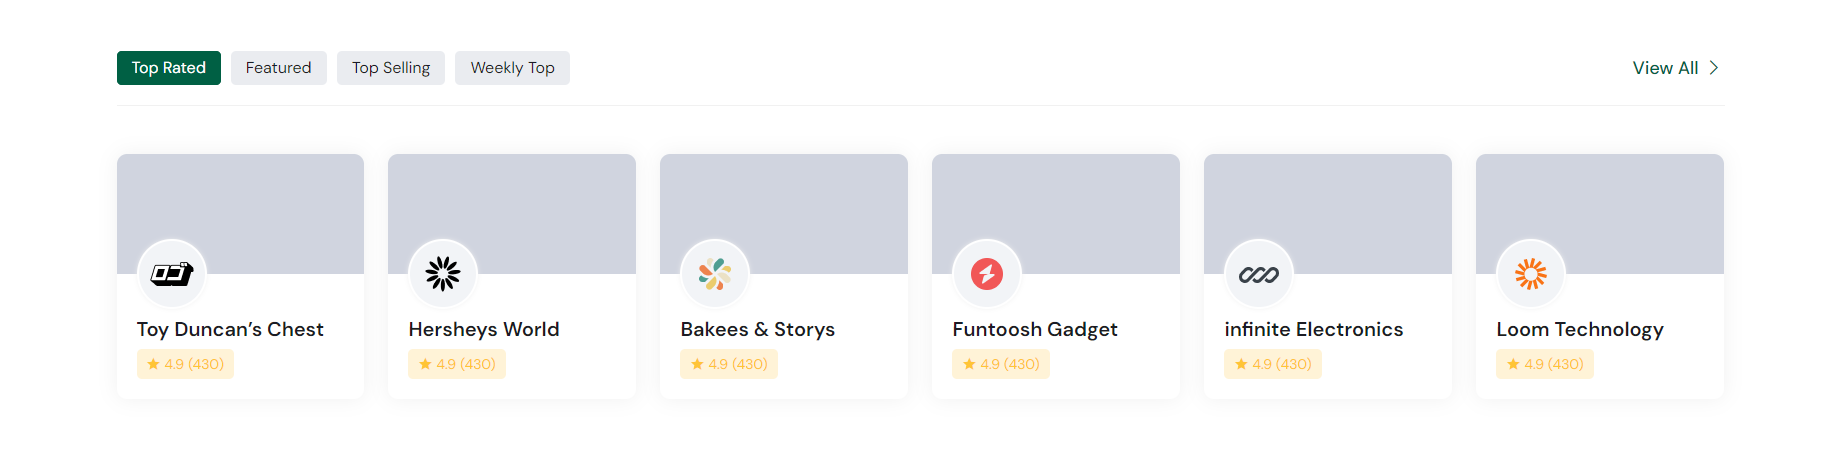 Top Rated
Featured
Top Selling
Weekly Top
View All
Toy Duncan’s Chest
4.9 (430)
Hersheys World
4.9 (430)
Bakees & Storys
4.9 (430)
Funtoosh Gadget
4.9 (430)
infinite Electronics
4.9 (430)
Loom Technology
4.9 (430)